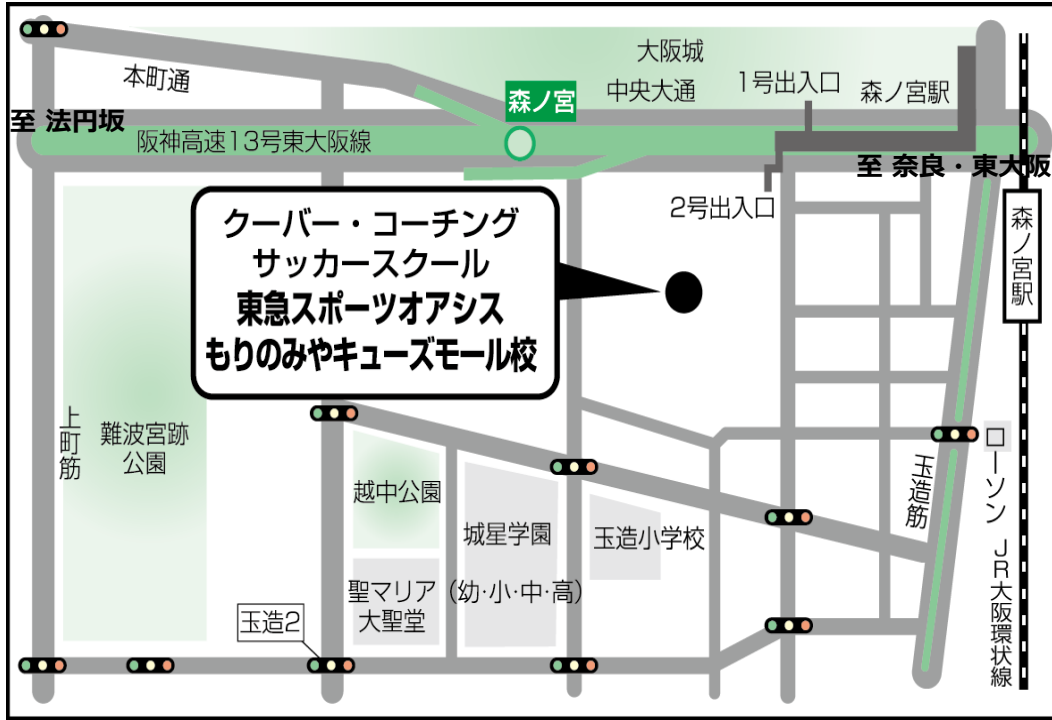 大阪城
本町通
森ノ宮
中央大通
1号出入口
森ノ宮駅
至 法円坂
阪神高速13号東大阪線
至 奈良・東大阪
2号出入口
クーバー・コーチング
サッカースクール
東急スポーツオアシス
もりのみやキューズモール校
森ノ宮駅
上町筋
難波宮跡
公園
越中公園
城星学園
(幼・小・中・高)
玉造小学校
玉造筋
ローソン
聖マリア
大聖堂
玉造2
JR大阪環状線